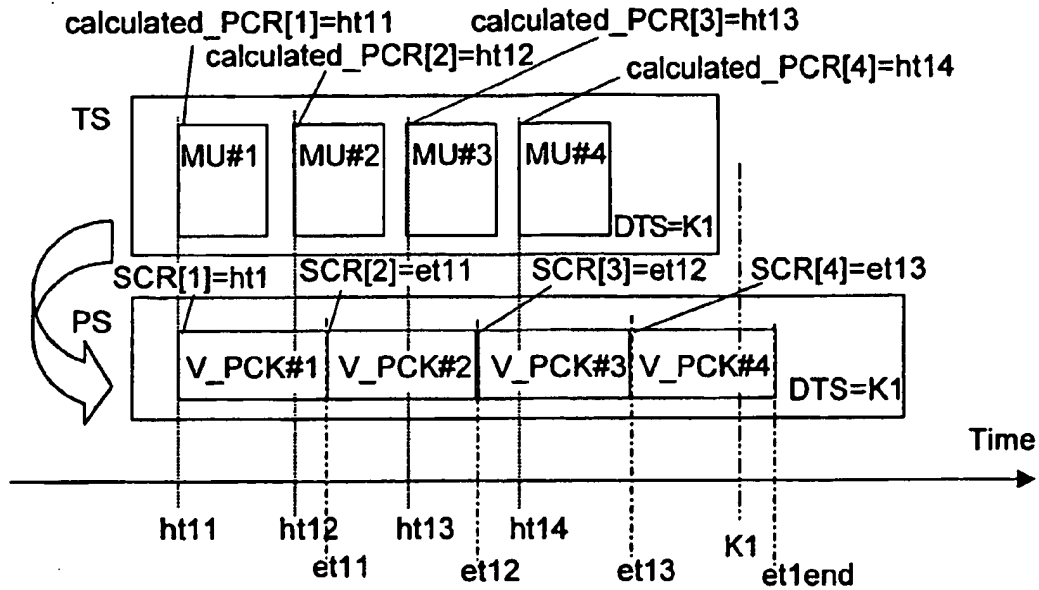 calculated_PCR[1]=ht11
calculated_PCR[3]=ht13
calculated_PCR[2]=ht12
calculated_PCR[4]=ht14
TS
MU#1
MU#2
MU#3
MU#4
DTS=K1
SCR[1]=ht1
SCR[2]=et11
SCR[3]=et12
SCR[4]=et13
PS
V_PCK#1
V_PCK#2
V_PCK#3
V_PCK#4
DTS=K1
Time
ht11
ht12
ht13
ht14
K1
et11
et12
et13
et1end